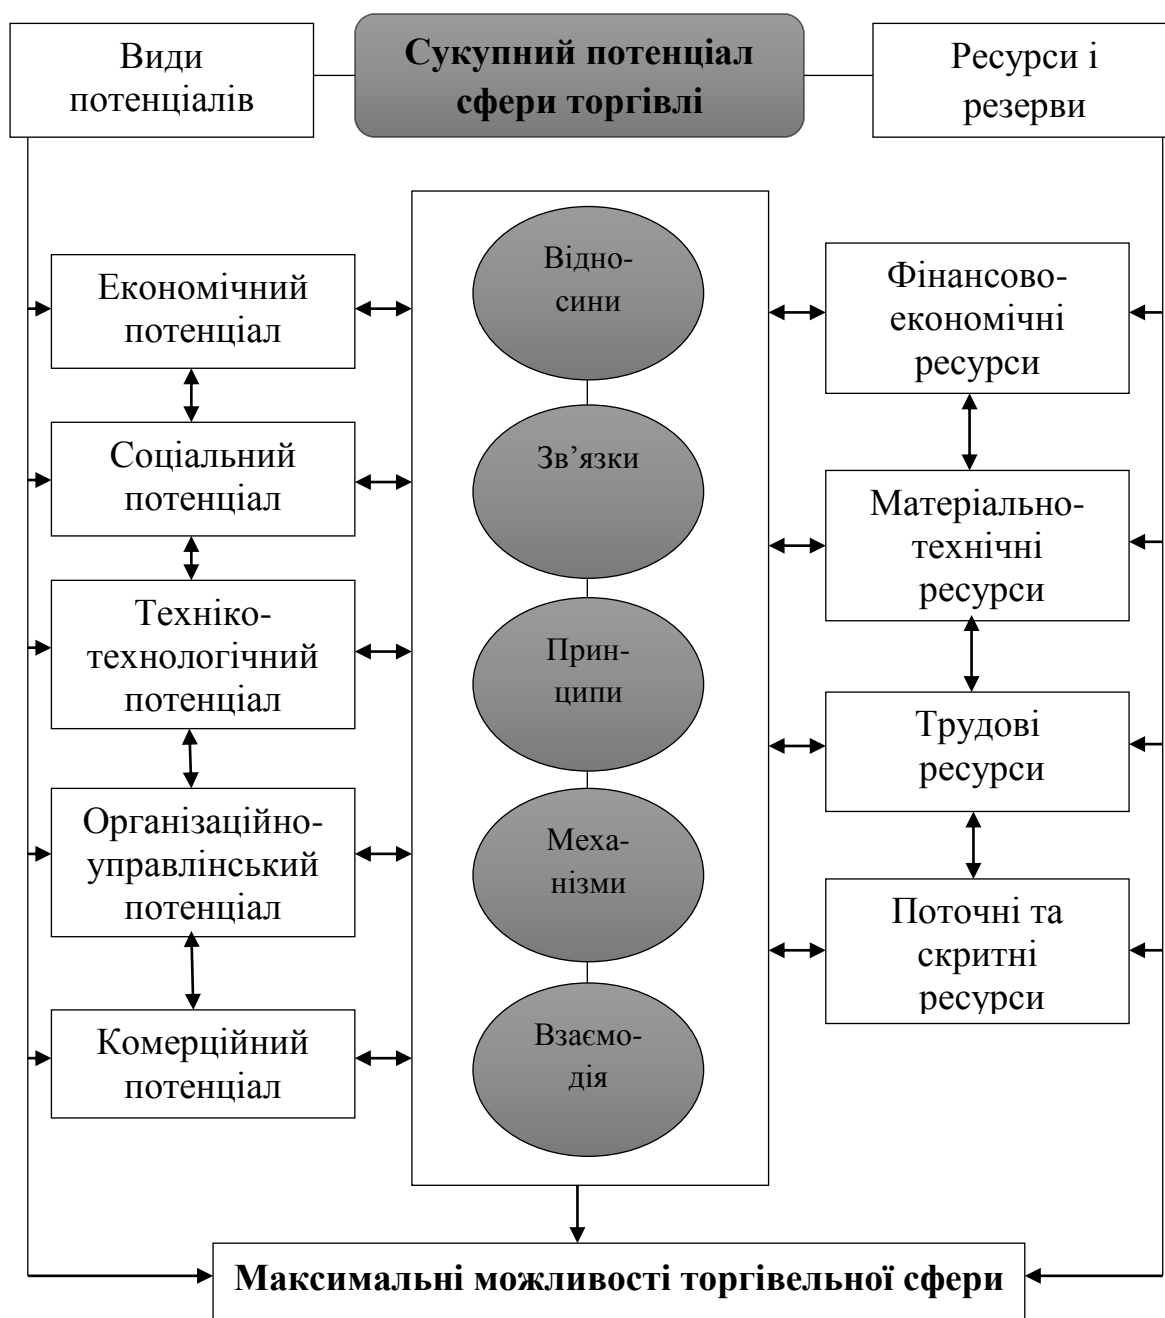 Види
потенціалів
Сукупний потенціал
сфери торгівлі
Ресурси і
резерви
Економічний
потенціал
Соціальний
потенціал
Техніко-
технологічний
потенціал
Організаційно-
управлінський
потенціал
Комерційний
потенціал
Відно-
сини
Зв’язки
Прин-
ципи
Меха-
нізми
Взаємо-
дія
Фінансово-
економічні
ресурси
Матеріально-
технічні
ресурси
Трудові
ресурси
Поточні та
скритні
ресурси
Максимальні можливості торгівельної сфери